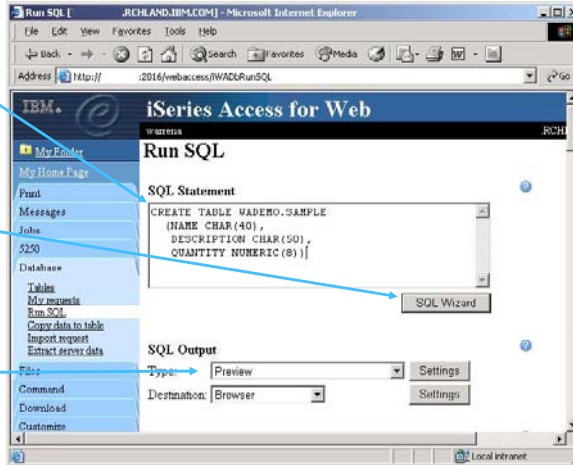 Run SQL [ .RCHLAND.IBM.COM] - Microsoft Internet Explorer
File Edit View Favorites Tools Help
Back Search Favorites Media
Address http:// :2016/webaccess/iWADbRunSQL Go
IBM. iSeries Access for Web
warrena .RCH
My Folder
My Home Page
Print
Messages
Jobs
5250
Database
Tables
My requests
Run SQL
Copy data to table
Import request
Extract server data
Files
Command
Download
Customize
Run SQL
SQL Statement
CREATE TABLE WADEMO.SAMPLE
(NAME CHAR(40),
DESCRIPTION CHAR(50),
QUANTITY NUMERIC(8))
SQL Wizard
SQL Output
Type: Preview Settings
Destination: Browser Settings
Local intranet